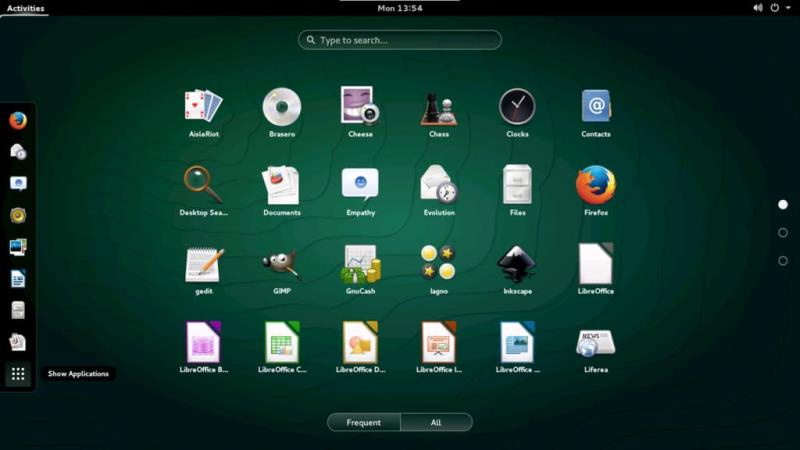 Activities
Mon 13:54
Type to search...
AisleRiot
Brasero
Cheese
Chess
Clocks
Contacts
Desktop Sea...
Documents
Empathy
Evolution
Files
Firefox
gedit
GIMP
GnuCash
Iagno
Inkscape
LibreOffice
LibreOffice B...
LibreOffice C...
LibreOffice D...
LibreOffice I...
LibreOffice ...
NEWS
Liferea
Show Applications
Frequent
All